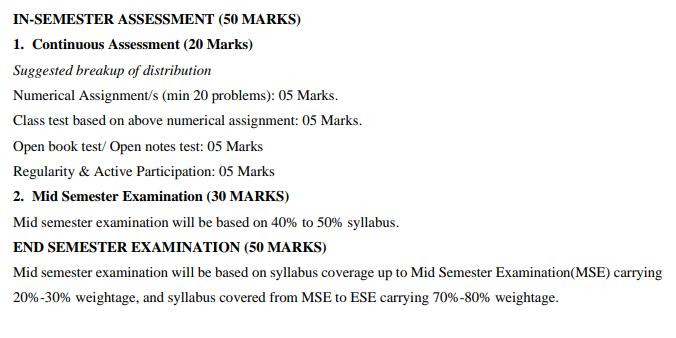 IN-SEMESTER ASSESSMENT (50 MARKS)
1. Continuous Assessment (20 Marks)
Suggested breakup of distribution
Numerical Assignment/s (min 20 problems): 05 Marks.
Class test based on above numerical assignment: 05 Marks.
Open book test/ Open notes test: 05 Marks
Regularity & Active Participation: 05 Marks
2. Mid Semester Examination (30 MARKS)
Mid semester examination will be based on 40% to 50% syllabus.
END SEMESTER EXAMINATION (50 MARKS)
Mid semester examination will be based on syllabus coverage up to Mid Semester Examination(MSE) carrying
20%-30% weightage, and syllabus covered from MSE to ESE carrying 70%-80% weightage.